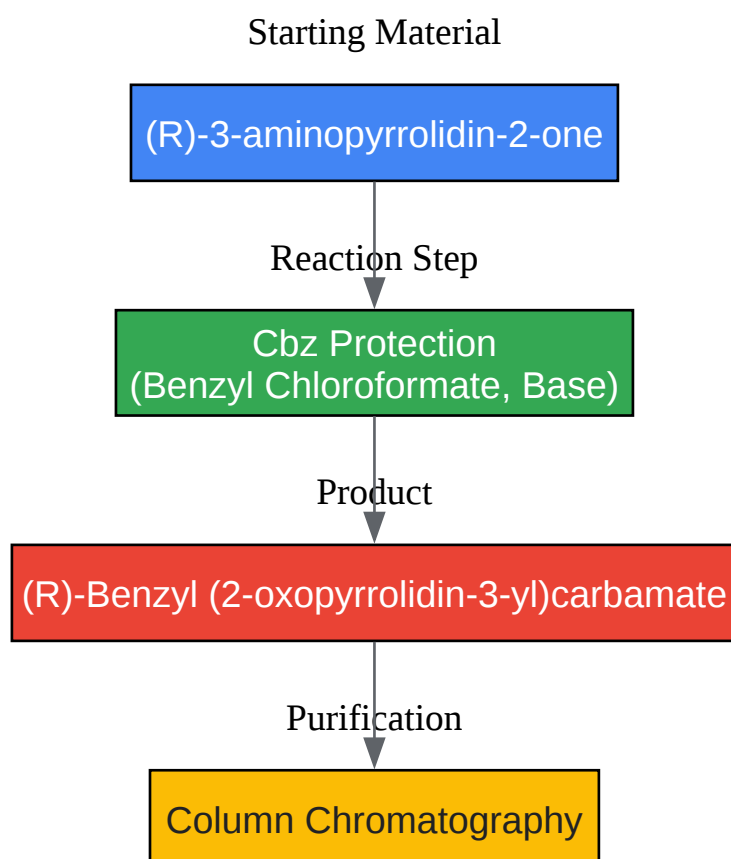 Starting Material
(R)-3-aminopyrrolidin-2-one
Reaction Step
Cbz Protection
(Benzyl Chloroformate, Base)
Product
(R)-Benzyl (2-oxopyrrolidin-3-yl)carbamate
Purification
Column Chromatography